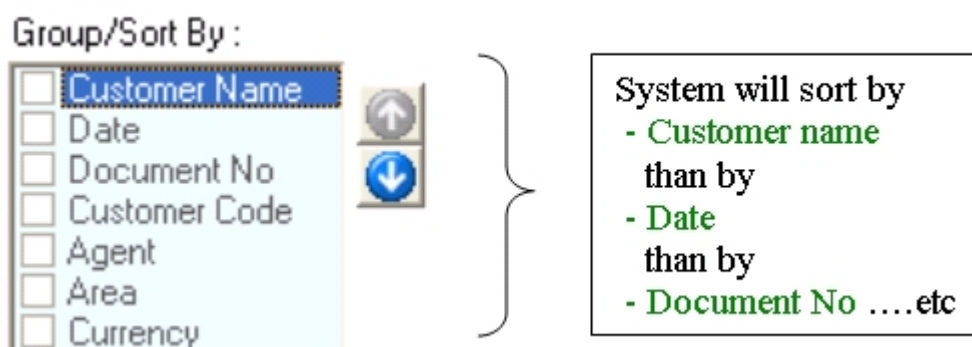 Group/Sort By :
Customer Name
Date
Document No
Customer Code
Agent
Area
Currency
System will sort by
- Customer name
than by
- Date
than by
- Document No ....etc